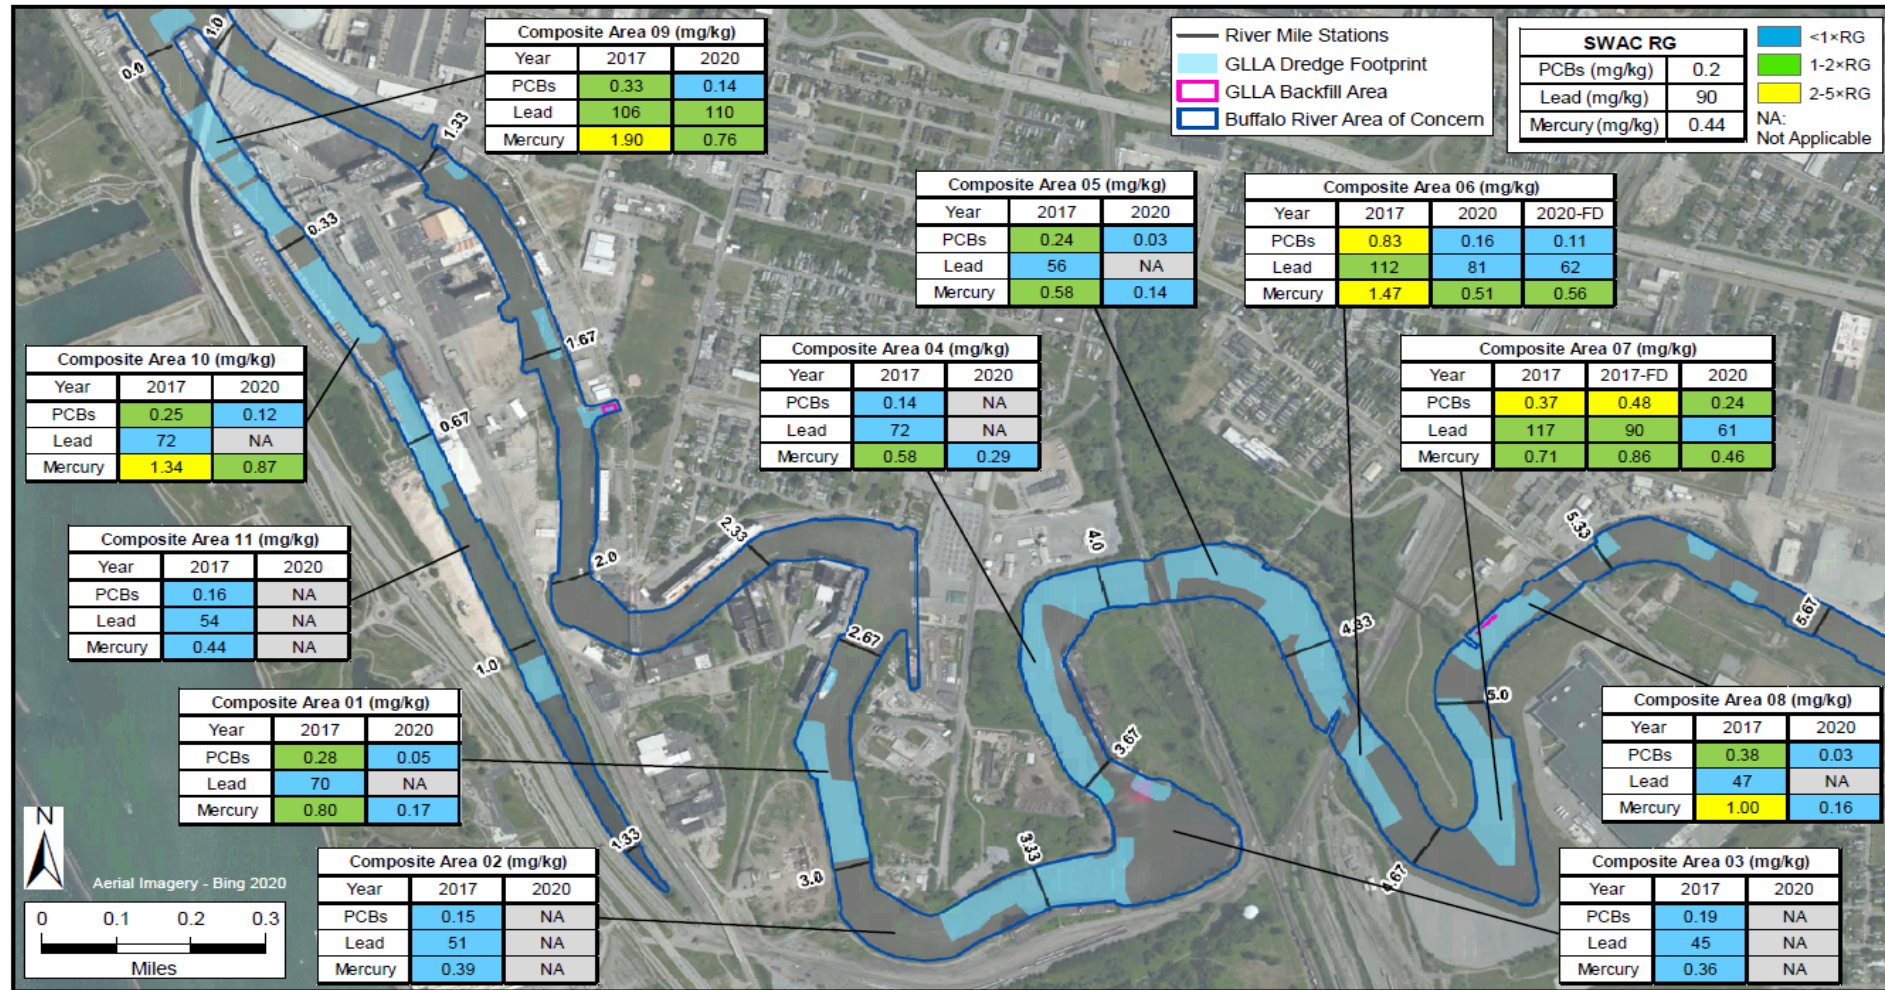 Composite Area 09 (mg/kg)
Year 2017 2020
PCBs 0.33 0.14
Lead 106 110
Mercury 1.90 0.76
River Mile Stations
GLLA Dredge Footprint
GLLA Backfill Area
Buffalo River Area of Concern
SWAC RG
PCBs (mg/kg) 0.2
Lead (mg/kg) 90
Mercury (mg/kg) 0.44
<1×RG
1-2×RG
2-5×RG
NA:
Not Applicable
Composite Area 05 (mg/kg)
Year 2017 2020
PCBs 0.24 0.03
Lead 56 NA
Mercury 0.58 0.14
Composite Area 06 (mg/kg)
Year 2017 2020 2020-FD
PCBs 0.83 0.16 0.11
Lead 112 81 62
Mercury 1.47 0.51 0.56
Composite Area 10 (mg/kg)
Year 2017 2020
PCBs 0.25 0.12
Lead 72 NA
Mercury 1.34 0.87
Composite Area 04 (mg/kg)
Year 2017 2020
PCBs 0.14 NA
Lead 72 NA
Mercury 0.58 0.29
Composite Area 07 (mg/kg)
Year 2017 2017-FD 2020
PCBs 0.37 0.48 0.24
Lead 117 90 61
Mercury 0.71 0.86 0.46
Composite Area 11 (mg/kg)
Year 2017 2020
PCBs 0.16 NA
Lead 54 NA
Mercury 0.44 NA
Composite Area 01 (mg/kg)
Year 2017 2020
PCBs 0.28 0.05
Lead 70 NA
Mercury 0.80 0.17
Composite Area 08 (mg/kg)
Year 2017 2020
PCBs 0.38 0.03
Lead 47 NA
Mercury 1.00 0.16
Composite Area 02 (mg/kg)
Year 2017 2020
PCBs 0.15 NA
Lead 51 NA
Mercury 0.39 NA
Composite Area 03 (mg/kg)
Year 2017 2020
PCBs 0.19 NA
Lead 45 NA
Mercury 0.36 NA
0.0
1.0
1.33
0.33
1.67
0.67
2.0
2.33
2.67
1.0
1.33
3.0
3.33
3.67
4.0
4.33
4.67
5.0
5.33
5.67
N
Aerial Imagery - Bing 2020
0 0.1 0.2 0.3
Miles